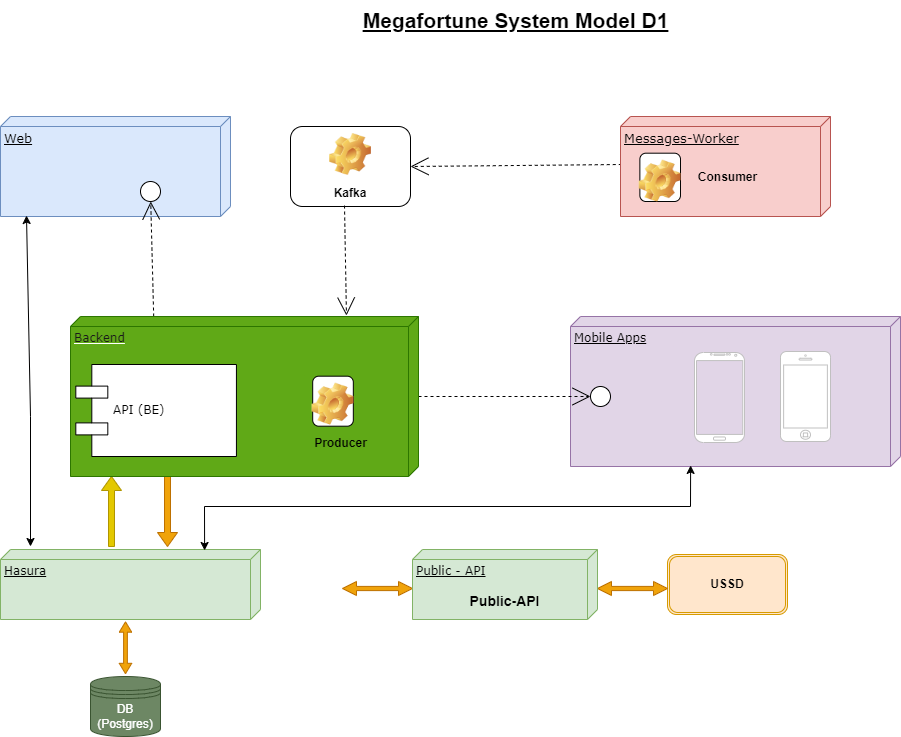 Megafortune System Model D1
Web
Kafka
Messages-Worker
Consumer
Backend
API (BE)
Producer
Mobile Apps
Hasura
Public - API
Public-API
USSD
DB
(Postgres)